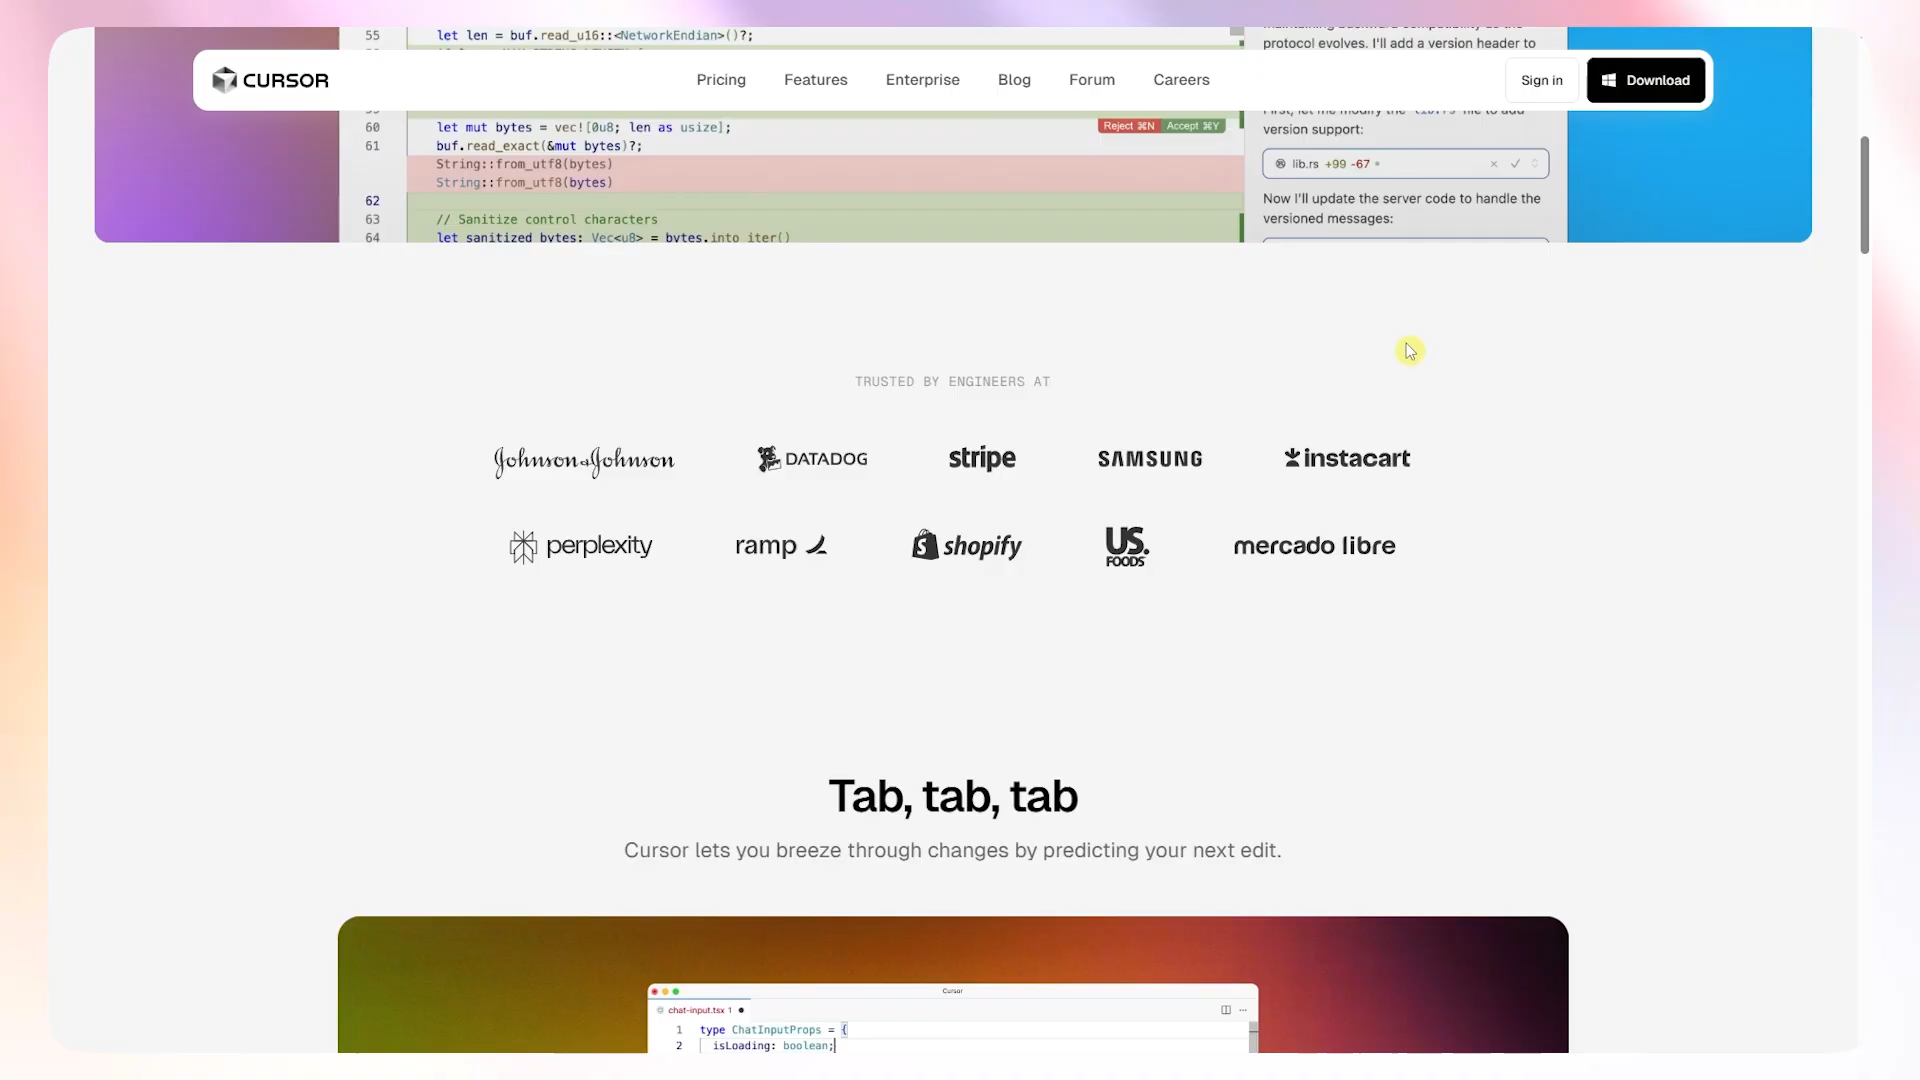 55 let len = buf.read_u16::<NetworkEndian>()?;
protocol evolves. I'll add a version header to
CURSOR Pricing Features Enterprise Blog Forum Careers Sign in Download
version support:
60 let mut bytes = vec![0u8; len as usize];
61 buf.read_exact(&mut bytes)?;
String::from_utf8(bytes)
String::from_utf8(bytes)
62
63 // Sanitize control characters
64 let sanitized_bytes: Vec<u8> = bytes.into_iter()
Reject ⌘N Accept ⌘Y
lib.rs +99 -67
Now I'll update the server code to handle the
versioned messages:
TRUSTED BY ENGINEERS AT
Johnson&Johnson DATADOG stripe SAMSUNG instacart
perplexity ramp shopify US. FOODS mercado libre
Tab, tab, tab
Cursor lets you breeze through changes by predicting your next edit.
Cursor
chat-input.tsx 1
1 type ChatInputProps = {
2 isLoading: boolean;